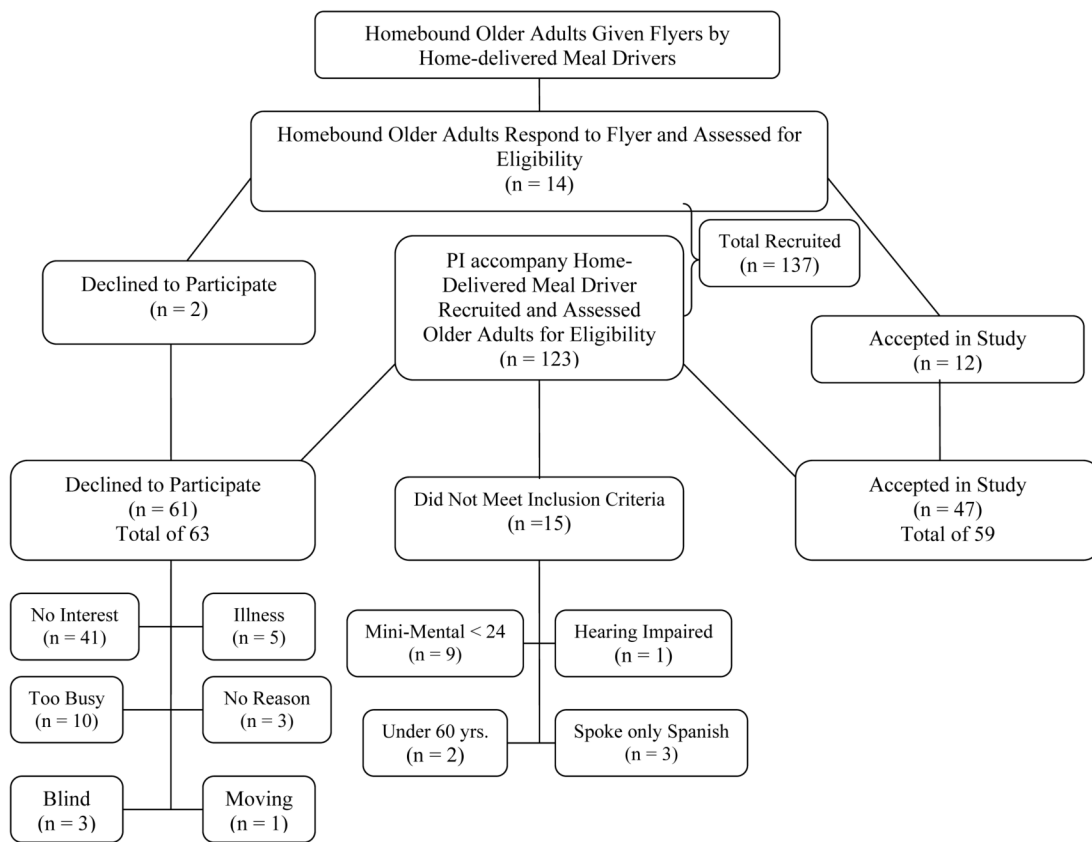 Homebound Older Adults Given Flyers by
Home-delivered Meal Drivers
Homebound Older Adults Respond to Flyer and Assessed for
Eligibility
(n = 14)
Total Recruited
(n = 137)
Declined to Participate
(n = 2)
PI accompany Home-
Delivered Meal Driver
Recruited and Assessed
Older Adults for Eligibility
(n = 123)
Accepted in Study
(n = 12)
Declined to Participate
(n = 61)
Total of 63
Did Not Meet Inclusion Criteria
(n =15)
Accepted in Study
(n = 47)
Total of 59
No Interest
(n = 41)
Illness
(n = 5)
Mini-Mental < 24
(n = 9)
Hearing Impaired
(n = 1)
Too Busy
(n = 10)
No Reason
(n = 3)
Under 60 yrs.
(n = 2)
Spoke only Spanish
(n = 3)
Blind
(n = 3)
Moving
(n = 1)